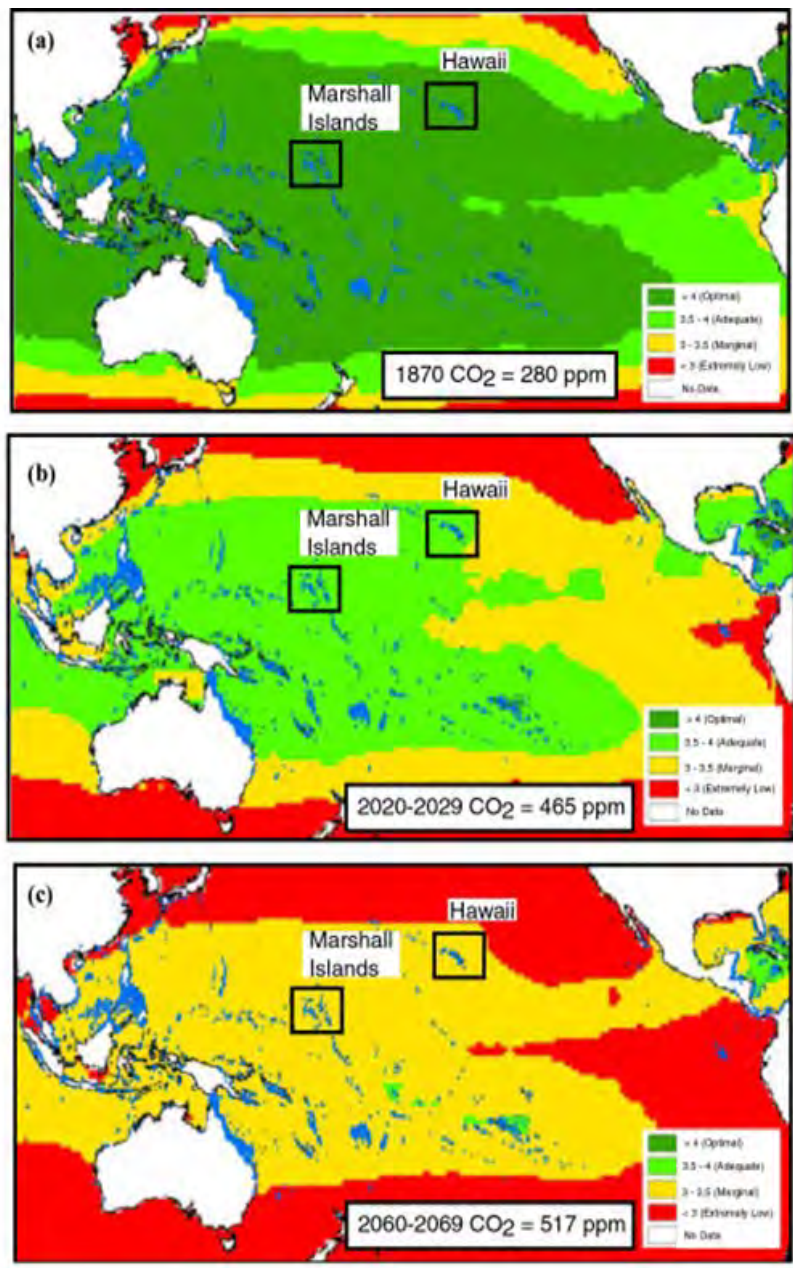 (a)
Hawaii
Marshall
Islands
> 4 (Optimal)
3.5 - 4 (Adequate)
3 - 3.5 (Marginal)
< 3 (Extremely Low)
No Data
1870 CO2 = 280 ppm
(b)
Hawaii
Marshall
Islands
> 4 (Optimal)
3.5 - 4 (Adequate)
3 - 3.5 (Marginal)
< 3 (Extremely Low)
No Data
2020-2029 CO2 = 465 ppm
(c)
Hawaii
Marshall
Islands
> 4 (Optimal)
3.5 - 4 (Adequate)
3 - 3.5 (Marginal)
< 3 (Extremely Low)
No Data
2060-2069 CO2 = 517 ppm